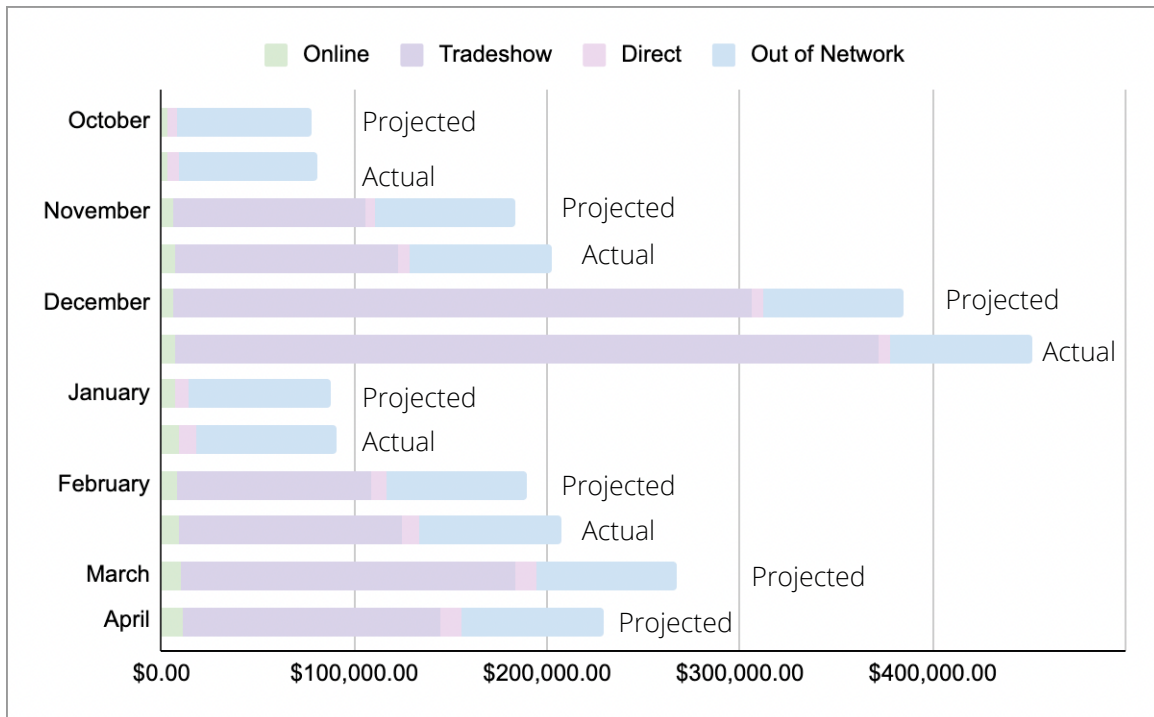 Online Tradeshow Direct Out of Network
October Projected
Actual
November Projected
Actual
December Projected
Actual
January Projected
Actual
February Projected
Actual
March Projected
April Projected
$0.00 $100,000.00 $200,000.00 $300,000.00 $400,000.00